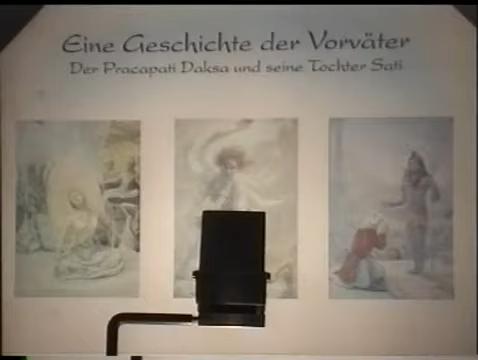 Eine Geschichte der Vorväter
Der Pracapati Daksa und seine Tochter Sati